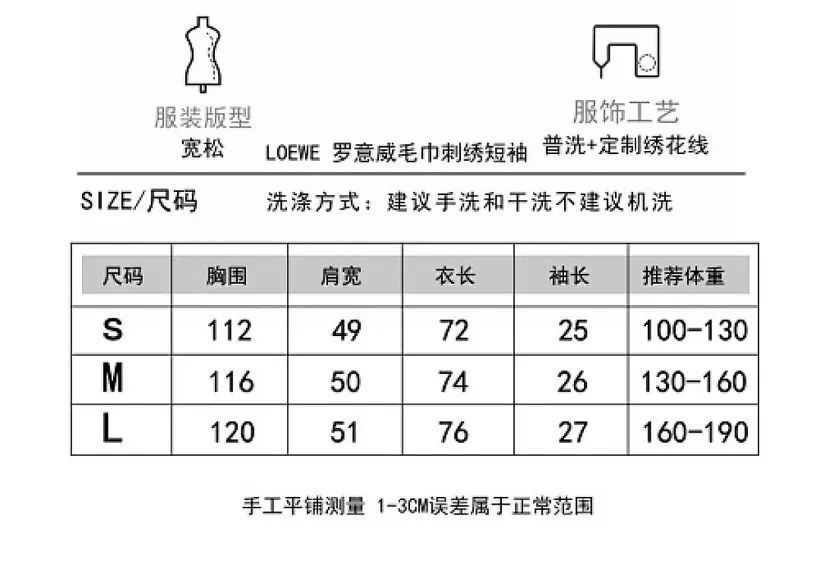 服装版型
宽松
LOEWE 罗意威毛巾刺绣短袖
服饰工艺
普洗+定制绣花线
SIZE/尺码
洗涤方式：建议手洗和干洗不建议机洗
尺码 胸围 肩宽 衣长 袖长 推荐体重
S 112 49 72 25 100-130
M 116 50 74 26 130-160
L 120 51 76 27 160-190
手工平铺测量 1-3CM误差属于正常范围